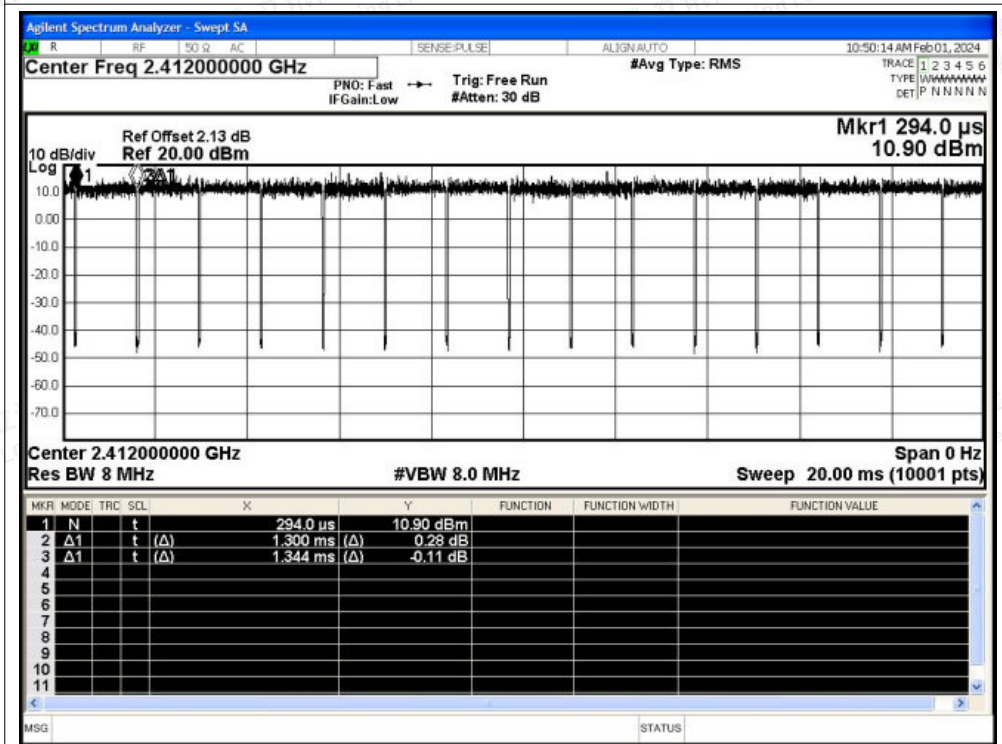 Agilent Spectrum Analyzer - Swept SA
LXI R RF 50 Ω AC SENSE:PULSE ALIGN AUTO 10:50:14 AM Feb 01, 2024
Center Freq 2.412000000 GHz #Avg Type: RMS TRACE 1 2 3 4 5 6
PNO: Fast Trig: Free Run TYPE WWWWWW
IFGain:Low #Atten: 30 dB DET P N N N N N
Mkr1 294.0 µs
Ref Offset 2.13 dB
10 dB/div Ref 20.00 dBm 10.90 dBm
Log
1 3Δ1
10.0
0.00
-10.0
-20.0
-30.0
-40.0
-50.0
-60.0
-70.0
Center 2.412000000 GHz Span 0 Hz
Res BW 8 MHz #VBW 8.0 MHz Sweep 20.00 ms (10001 pts)
MKR MODE TRC SCL X Y FUNCTION FUNCTION WIDTH FUNCTION VALUE
1 N t 294.0 µs 10.90 dBm
2 Δ1 t (Δ) 1.300 ms (Δ) 0.28 dB
3 Δ1 t (Δ) 1.344 ms (Δ) -0.11 dB
4
5
6
7
8
9
10
11
MSG STATUS